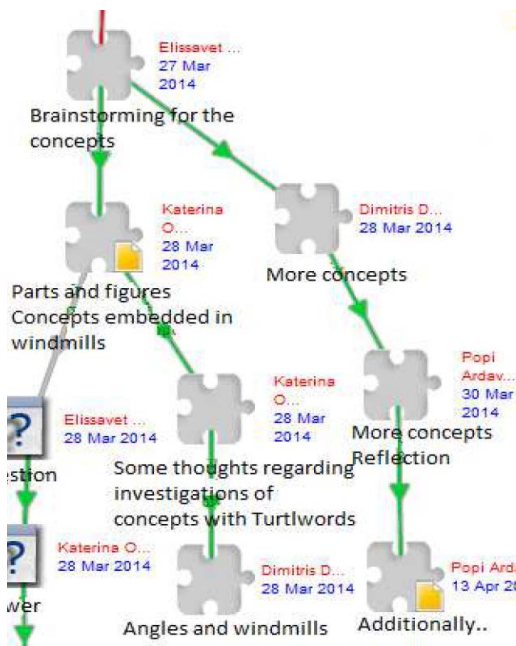 Elissavet ...
27 Mar
2014
Brainstorming for the
concepts
Katerina
O...
28 Mar
2014
Dimitris D...
28 Mar 2014
More concepts
Parts and figures
Concepts embedded in
windmills
Popi
Ardav...
30 Mar
2014
Katerina
O...
28 Mar
2014
?
Elissavet ...
28 Mar 2014
More concepts
Reflection
estion
Some thoughts regarding
investigations of
concepts with Turtlwords
?
Katerina O...
28 Mar 2014
Dimitris D...
28 Mar 2014
Popi Arda
13 Apr 2
wer
Angles and windmills
Additionally..